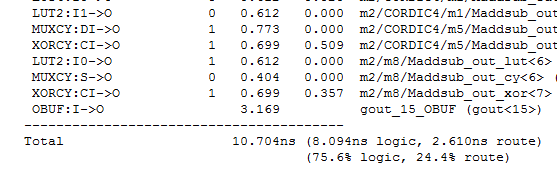 LUT2:I1->O 0 0.612 0.000 m2/CORDIC4/m1/Maddsub_out
MUXCY:DI->O 1 0.773 0.000 m2/CORDIC4/m5/Maddsub_out
XORCY:CI->O 1 0.699 0.509 m2/CORDIC4/m5/Maddsub_out
LUT2:I0->O 1 0.612 0.000 m2/m8/Maddsub_out_lut<6>
MUXCY:S->O 0 0.404 0.000 m2/m8/Maddsub_out_cy<6> (
XORCY:CI->O 1 0.699 0.357 m2/m8/Maddsub_out_xor<7>
OBUF:I->O 3.169 gout_15_OBUF (gout<15>)
----------------------------------------
Total 10.704ns (8.094ns logic, 2.610ns route)
(75.6% logic, 24.4% route)